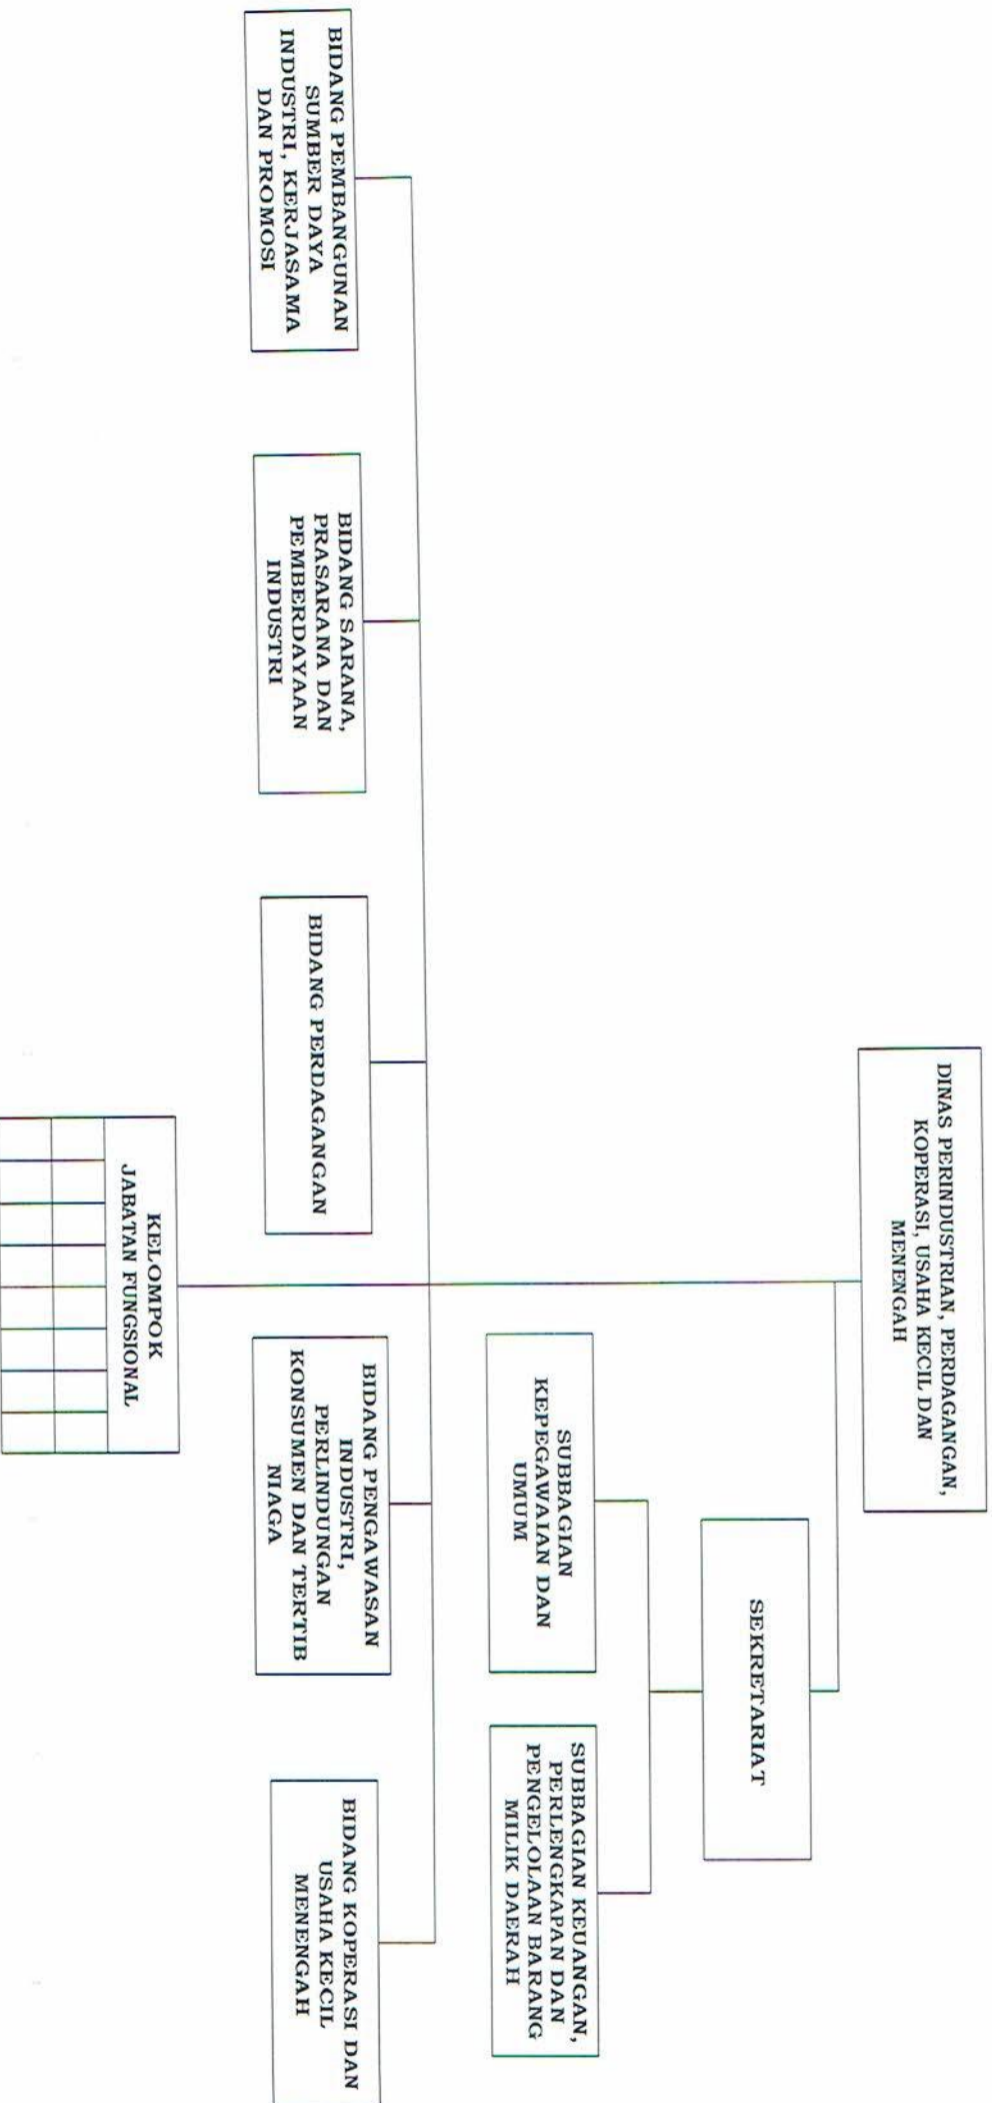 DINAS PERINDUSTRIAN, PERDAGANGAN,
KOPERASI, USAHA KECIL DAN
MENENGAH
SEKRETARIAT
SUBBAGIAN
KEPEGAWAIAN DAN
UMUM
SUBBAGIAN KEUANGAN,
PERLENGKAPAN DAN
PENGELOLAAN BARANG
MILIK DAERAH
BIDANG PEMBANGUNAN
SUMBER DAYA
INDUSTRI, KERJASAMA
DAN PROMOSI
BIDANG SARANA,
PRASARANA DAN
PEMBERDAYAAN
INDUSTRI
BIDANG PERDAGANGAN
BIDANG PENGAWASAN
INDUSTRI,
PERLINDUNGAN
KONSUMEN DAN TERTIB
NIAGA
BIDANG KOPERASI DAN
USAHA KECIL
MENENGAH
KELOMPOK
JABATAN FUNGSIONAL